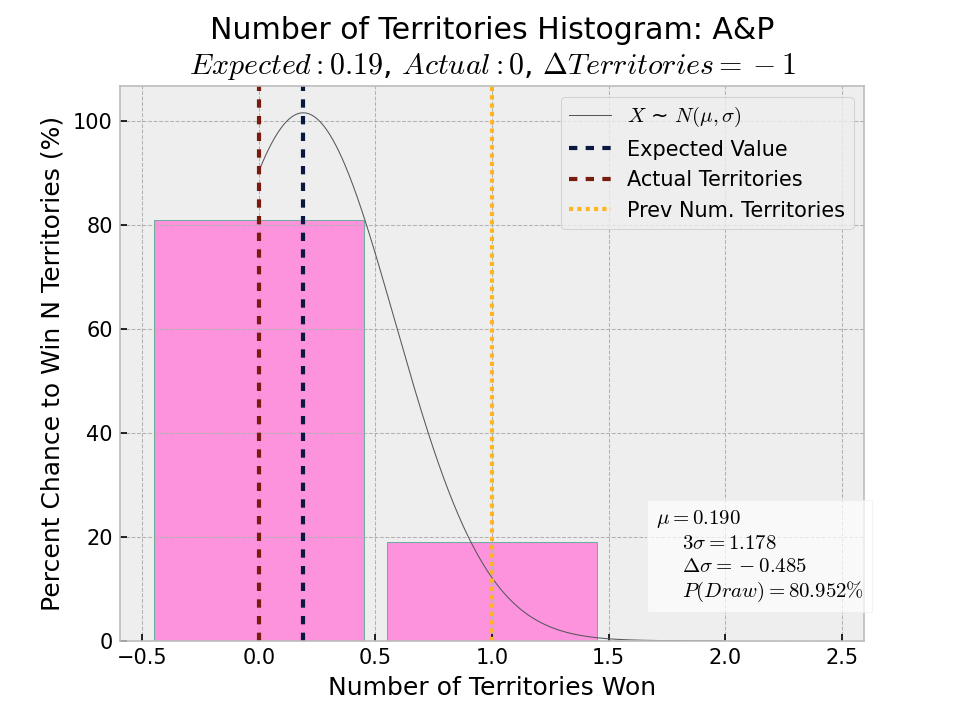 Number of Territories Histogram: A&P
Expected : 0.19, Actual : 0, ΔTerritories = −1
Percent Chance to Win N Territories (%)
100
80
60
40
20
0
X ~ N(μ, σ)
Expected Value
Actual Territories
Prev Num. Territories
μ = 0.190
3σ = 1.178
Δσ = −0.485
P(Draw) = 80.952%
−0.5 0.0 0.5 1.0 1.5 2.0 2.5
Number of Territories Won